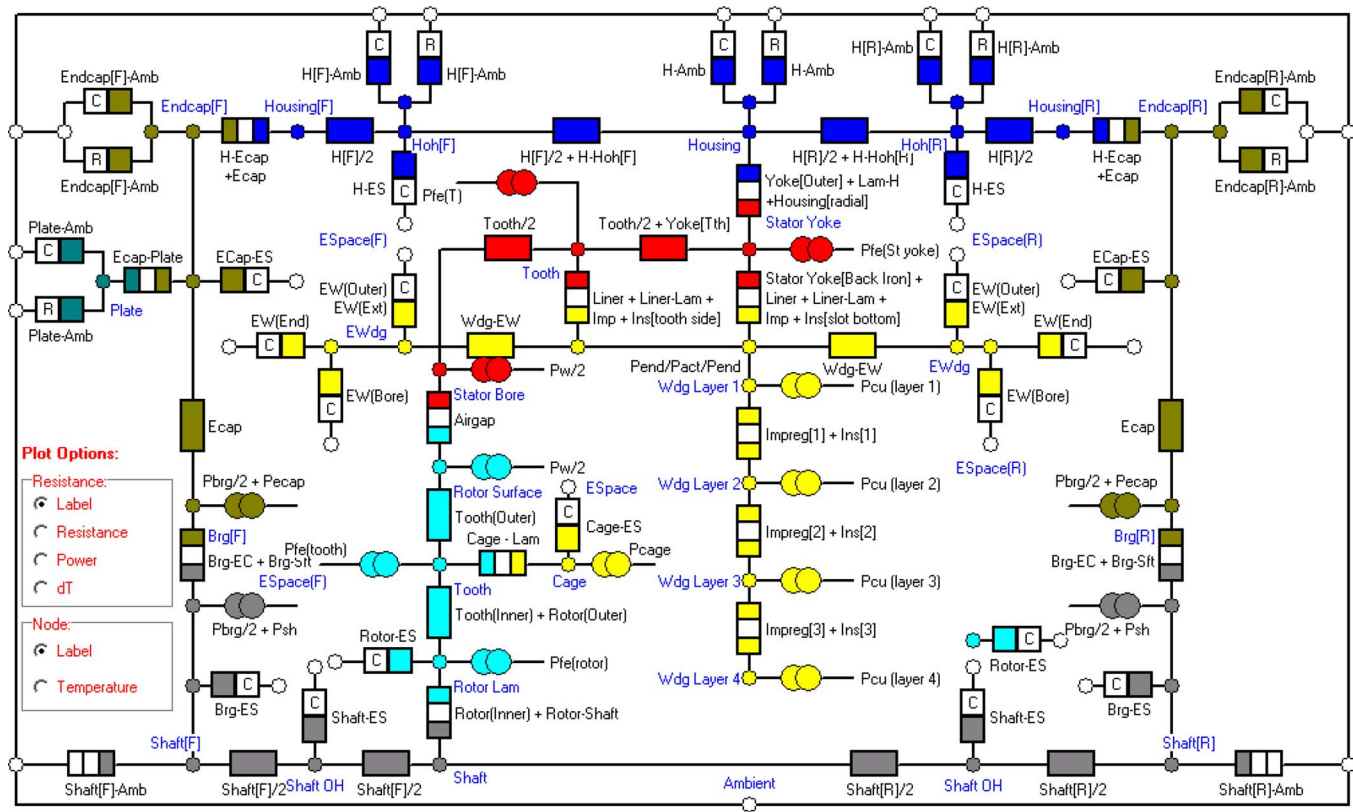 C
R
C
R
C
R
H[F]-Amb
H[F]-Amb
H-Amb
H-Amb
H[R]-Amb
H[R]-Amb
Endcap[F]-Amb
Endcap[R]-Amb
C
Endcap[F]
Housing[F]
Housing[R]
Endcap[R]
C
R
H-Ecap
+Ecap
H[F]/2
Hoh[F]
H[F]/2 + H-Hoh[F]
Housing
H[R]/2 + H-Hoh[R]
Hoh[R]
H[R]/2
H-Ecap
+Ecap
R
Endcap[F]-Amb
Endcap[R]-Amb
H-ES
C
Pfe(T)
Yoke[Outer] + Lam-H
+Housing[radial]
H-ES
C
Plate-Amb
C
Ecap-Plate
ESpace(F)
Tooth/2
Tooth/2 + Yoke[Tth]
Stator Yoke
Pfe(St yoke)
ESpace(R)
ECap-ES
C
Tooth
ECap-ES
C
R
Plate
Plate-Amb
C
EW(Outer)
EW(Ext)
Liner + Liner-Lam +
Imp + Ins[tooth side]
Stator Yoke[Back Iron] +
Liner + Liner-Lam +
Imp + Ins[slot bottom]
C
EW(Outer)
EW(Ext)
EW(End)
C
EWdg
Wdg-EW
EW(End)
C
EW(Bore)
C
Pw/2
Pend/Pact/Pend
Wdg-EW
EWdg
EW(Bore)
C
Stator Bore
Wdg Layer 1
Pcu (layer 1)
Ecap
Airgap
Impreg[1] + Ins[1]
Ecap
Plot Options:
Resistance:
Label
Resistance
Power
dT
Pbrg/2 + Pecap
Pw/2
Rotor Surface
ESpace
Wdg Layer 2
Pcu (layer 2)
ESpace(R)
Pbrg/2 + Pecap
Tooth(Outer)
C
Cage-ES
Brg[F]
Brg-EC + Brg-Sft
Cage - Lam
Impreg[2] + Ins[2]
Brg[R]
Brg-EC + Brg-Sft
Pfe(tooth)
Pcage
ESpace(F)
Tooth
Cage
Wdg Layer 3
Pcu (layer 3)
Pbrg/2 + Psh
Tooth(Inner) + Rotor(Outer)
Impreg[3] + Ins[3]
Pbrg/2 + Psh
Node:
Label
Temperature
Rotor-ES
C
Pfe(rotor)
C
Rotor-ES
Rotor Lam
Wdg Layer 4
Pcu (layer 4)
C
Brg-ES
C
Shaft-ES
Rotor(Inner) + Rotor-Shaft
C
Shaft-ES
C
Brg-ES
Shaft[F]
Shaft[R]
Shaft[F]-Amb
Shaft[F]/2
Shaft OH
Shaft[F]/2
Shaft
Ambient
Shaft[R]/2
Shaft OH
Shaft[R]/2
Shaft[R]-Amb